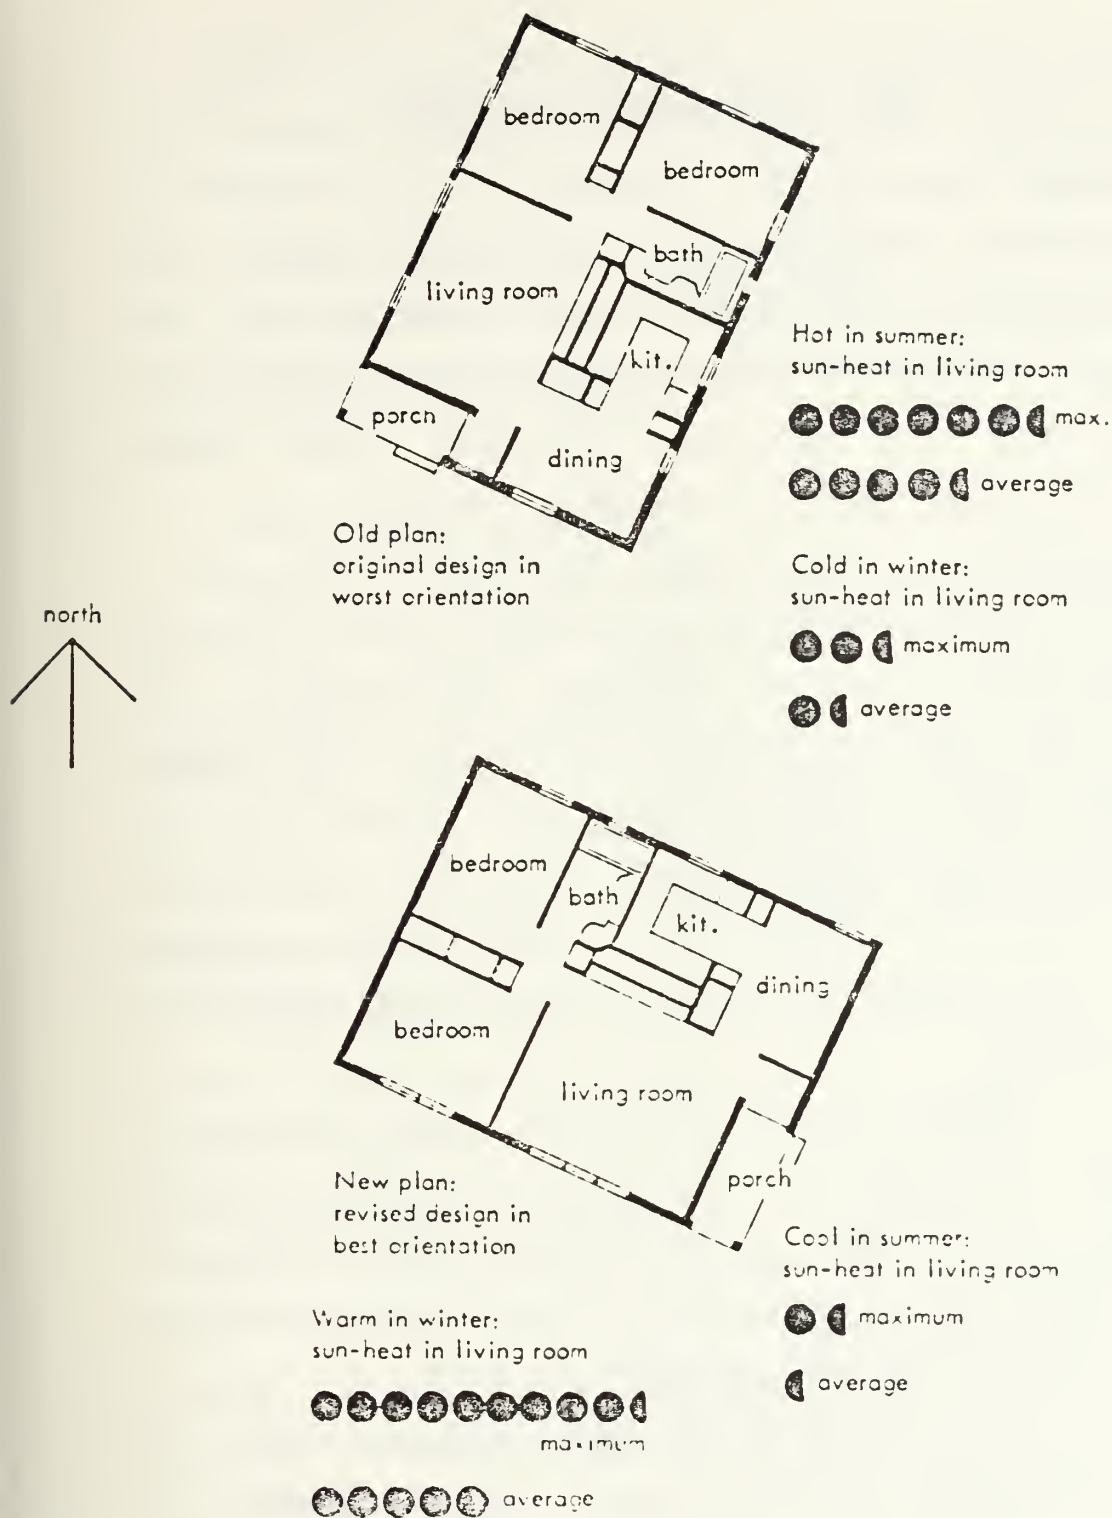 bedroom
bedroom
bath
living room
kit.
porch
dining
Hot in summer:
sun-heat in living room
max.
average
Old plan:
original design in
worst orientation
Cold in winter:
sun-heat in living room
maximum
average
north
bedroom
bath
kit.
dining
bedroom
living room
porch
New plan:
revised design in
best orientation
Cool in summer:
sun-heat in living room
maximum
average
Warm in winter:
sun-heat in living room
maximum
average